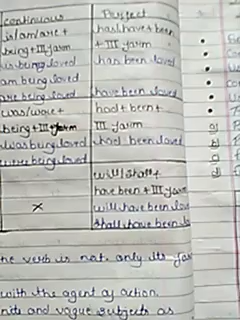 continuous Perfect
is/am/are + has/have + been
being + III form + III form
is being loved has been loved
am being loved
are being loved have been loved
was/were + had + been +
being + III form III form
was being loved had been loved
were being loved
will/shall +
have been + III form
× will have been loved
shall have been lo
he verb is not only its
with the agent of action.
nite and vague subjects as
a)
b)
c)
d)